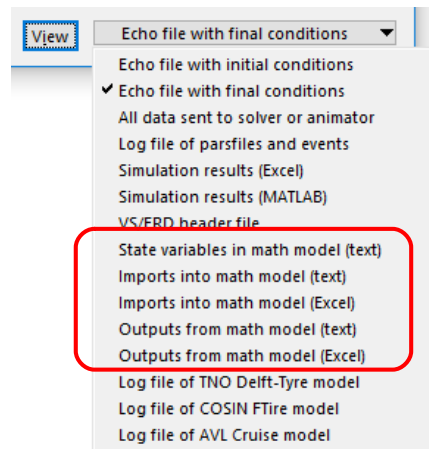 View Echo file with final conditions
Echo file with initial conditions
Echo file with final conditions
All data sent to solver or animator
Log file of parsfiles and events
Simulation results (Excel)
Simulation results (MATLAB)
VS/ERD header file
State variables in math model (text)
Imports into math model (text)
Imports into math model (Excel)
Outputs from math model (text)
Outputs from math model (Excel)
Log file of TNO Delft-Tyre model
Log file of COSIN FTire model
Log file of AVL Cruise model